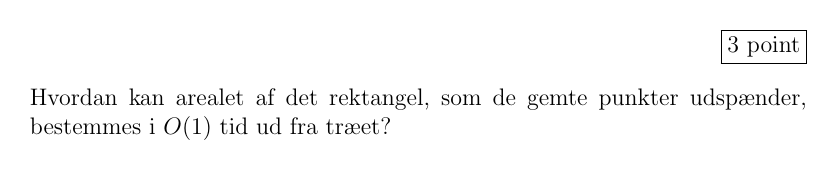 3 point
Hvordan kan arealet af det rektangel, som de gemte punkter udspænder,
bestemmes i O(1) tid ud fra træet?